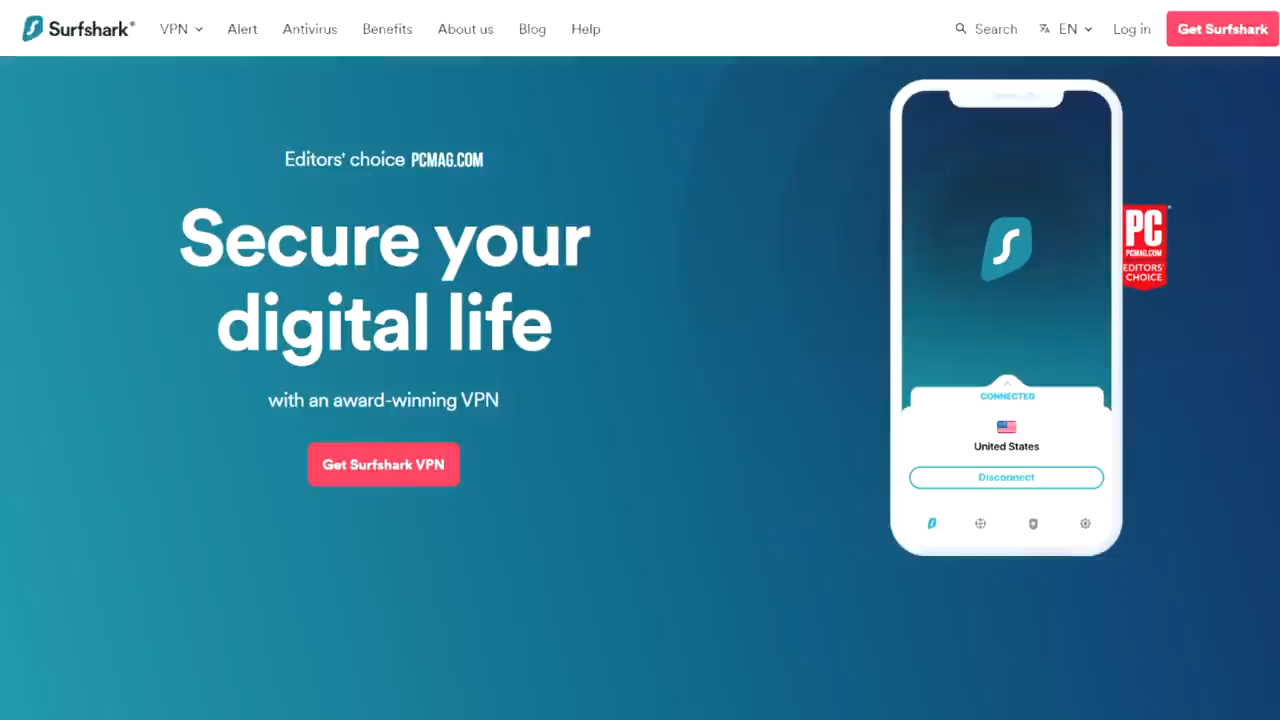 Surfshark®
VPN
Alert
Antivirus
Benefits
About us
Blog
Help
Search
EN
Log in
Get Surfshark
Editors' choice PCMAG.COM
Secure your
digital life
with an award-winning VPN
Get Surfshark VPN
PC
PCMAG.COM
EDITORS'
CHOICE
CONNECTED
United States
Disconnect